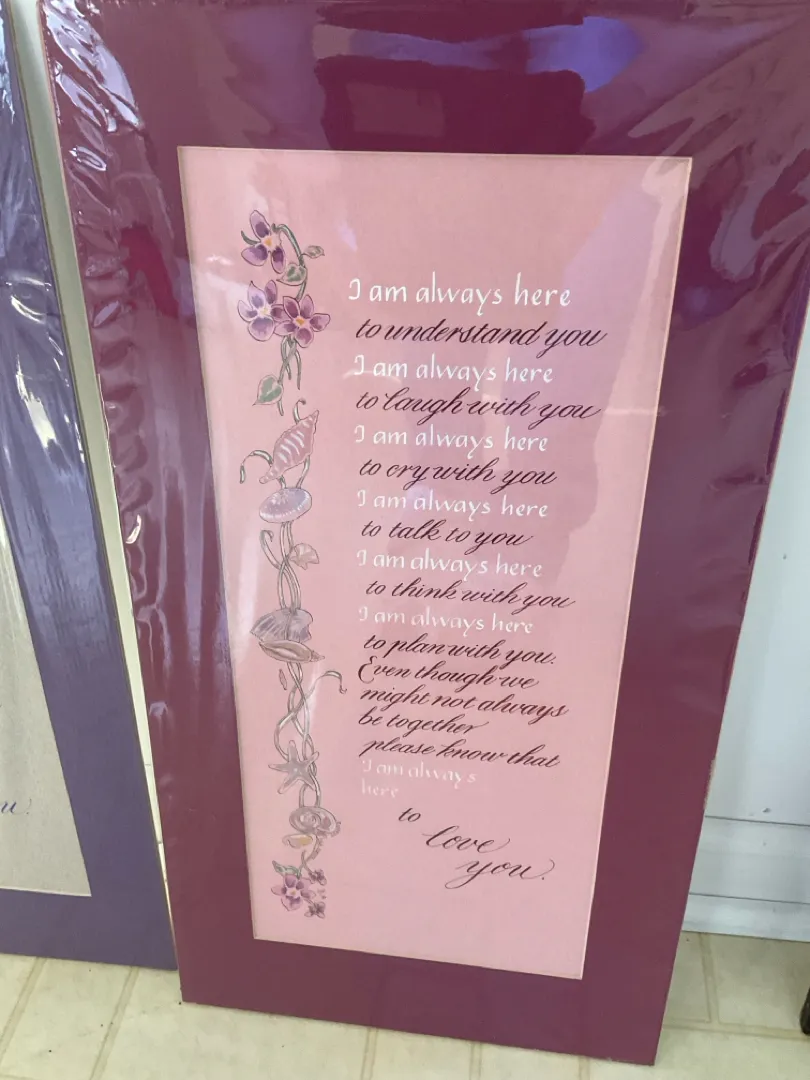 I am always here
to understand you
I am always here
to laugh with you
I am always here
to cry with you
I am always here
to talk to you
I am always here
to think with you
I am always here
to plan with you.
Even though we
might not always
be together
please know that
I am always
here
to
love
you.